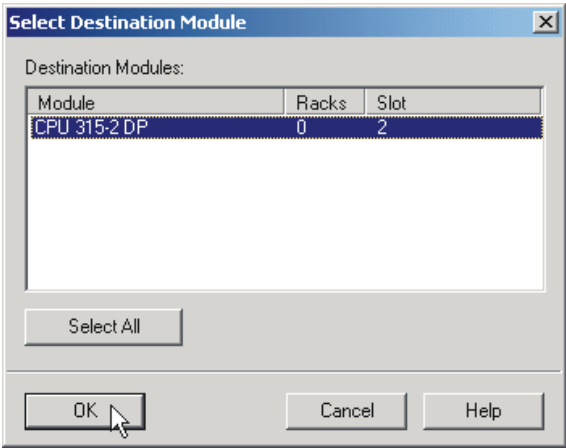 Select Destination Module
Destination Modules:
Module Racks Slot
CPU 315-2 DP 0 2
Select All
OK Cancel Help